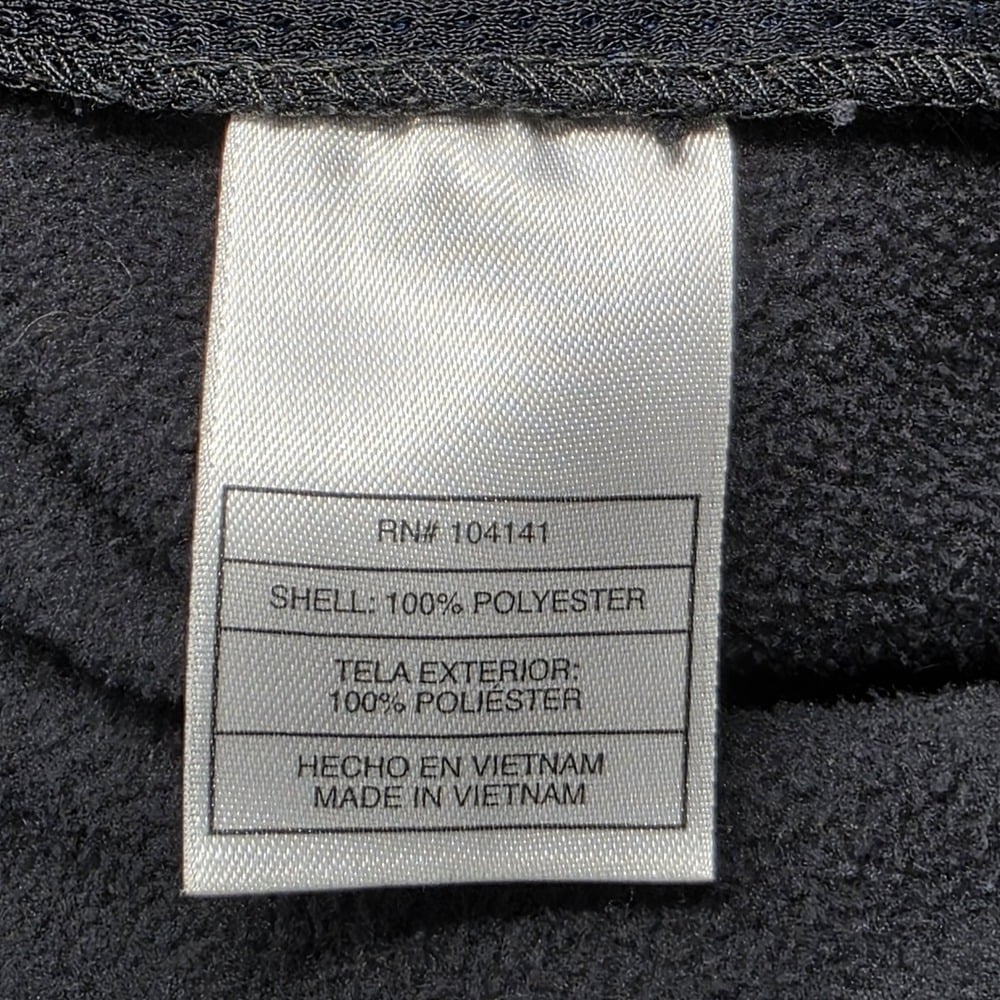 RN# 104141
SHELL: 100% POLYESTER
TELA EXTERIOR:
100% POLIÉSTER
HECHO EN VIETNAM
MADE IN VIETNAM